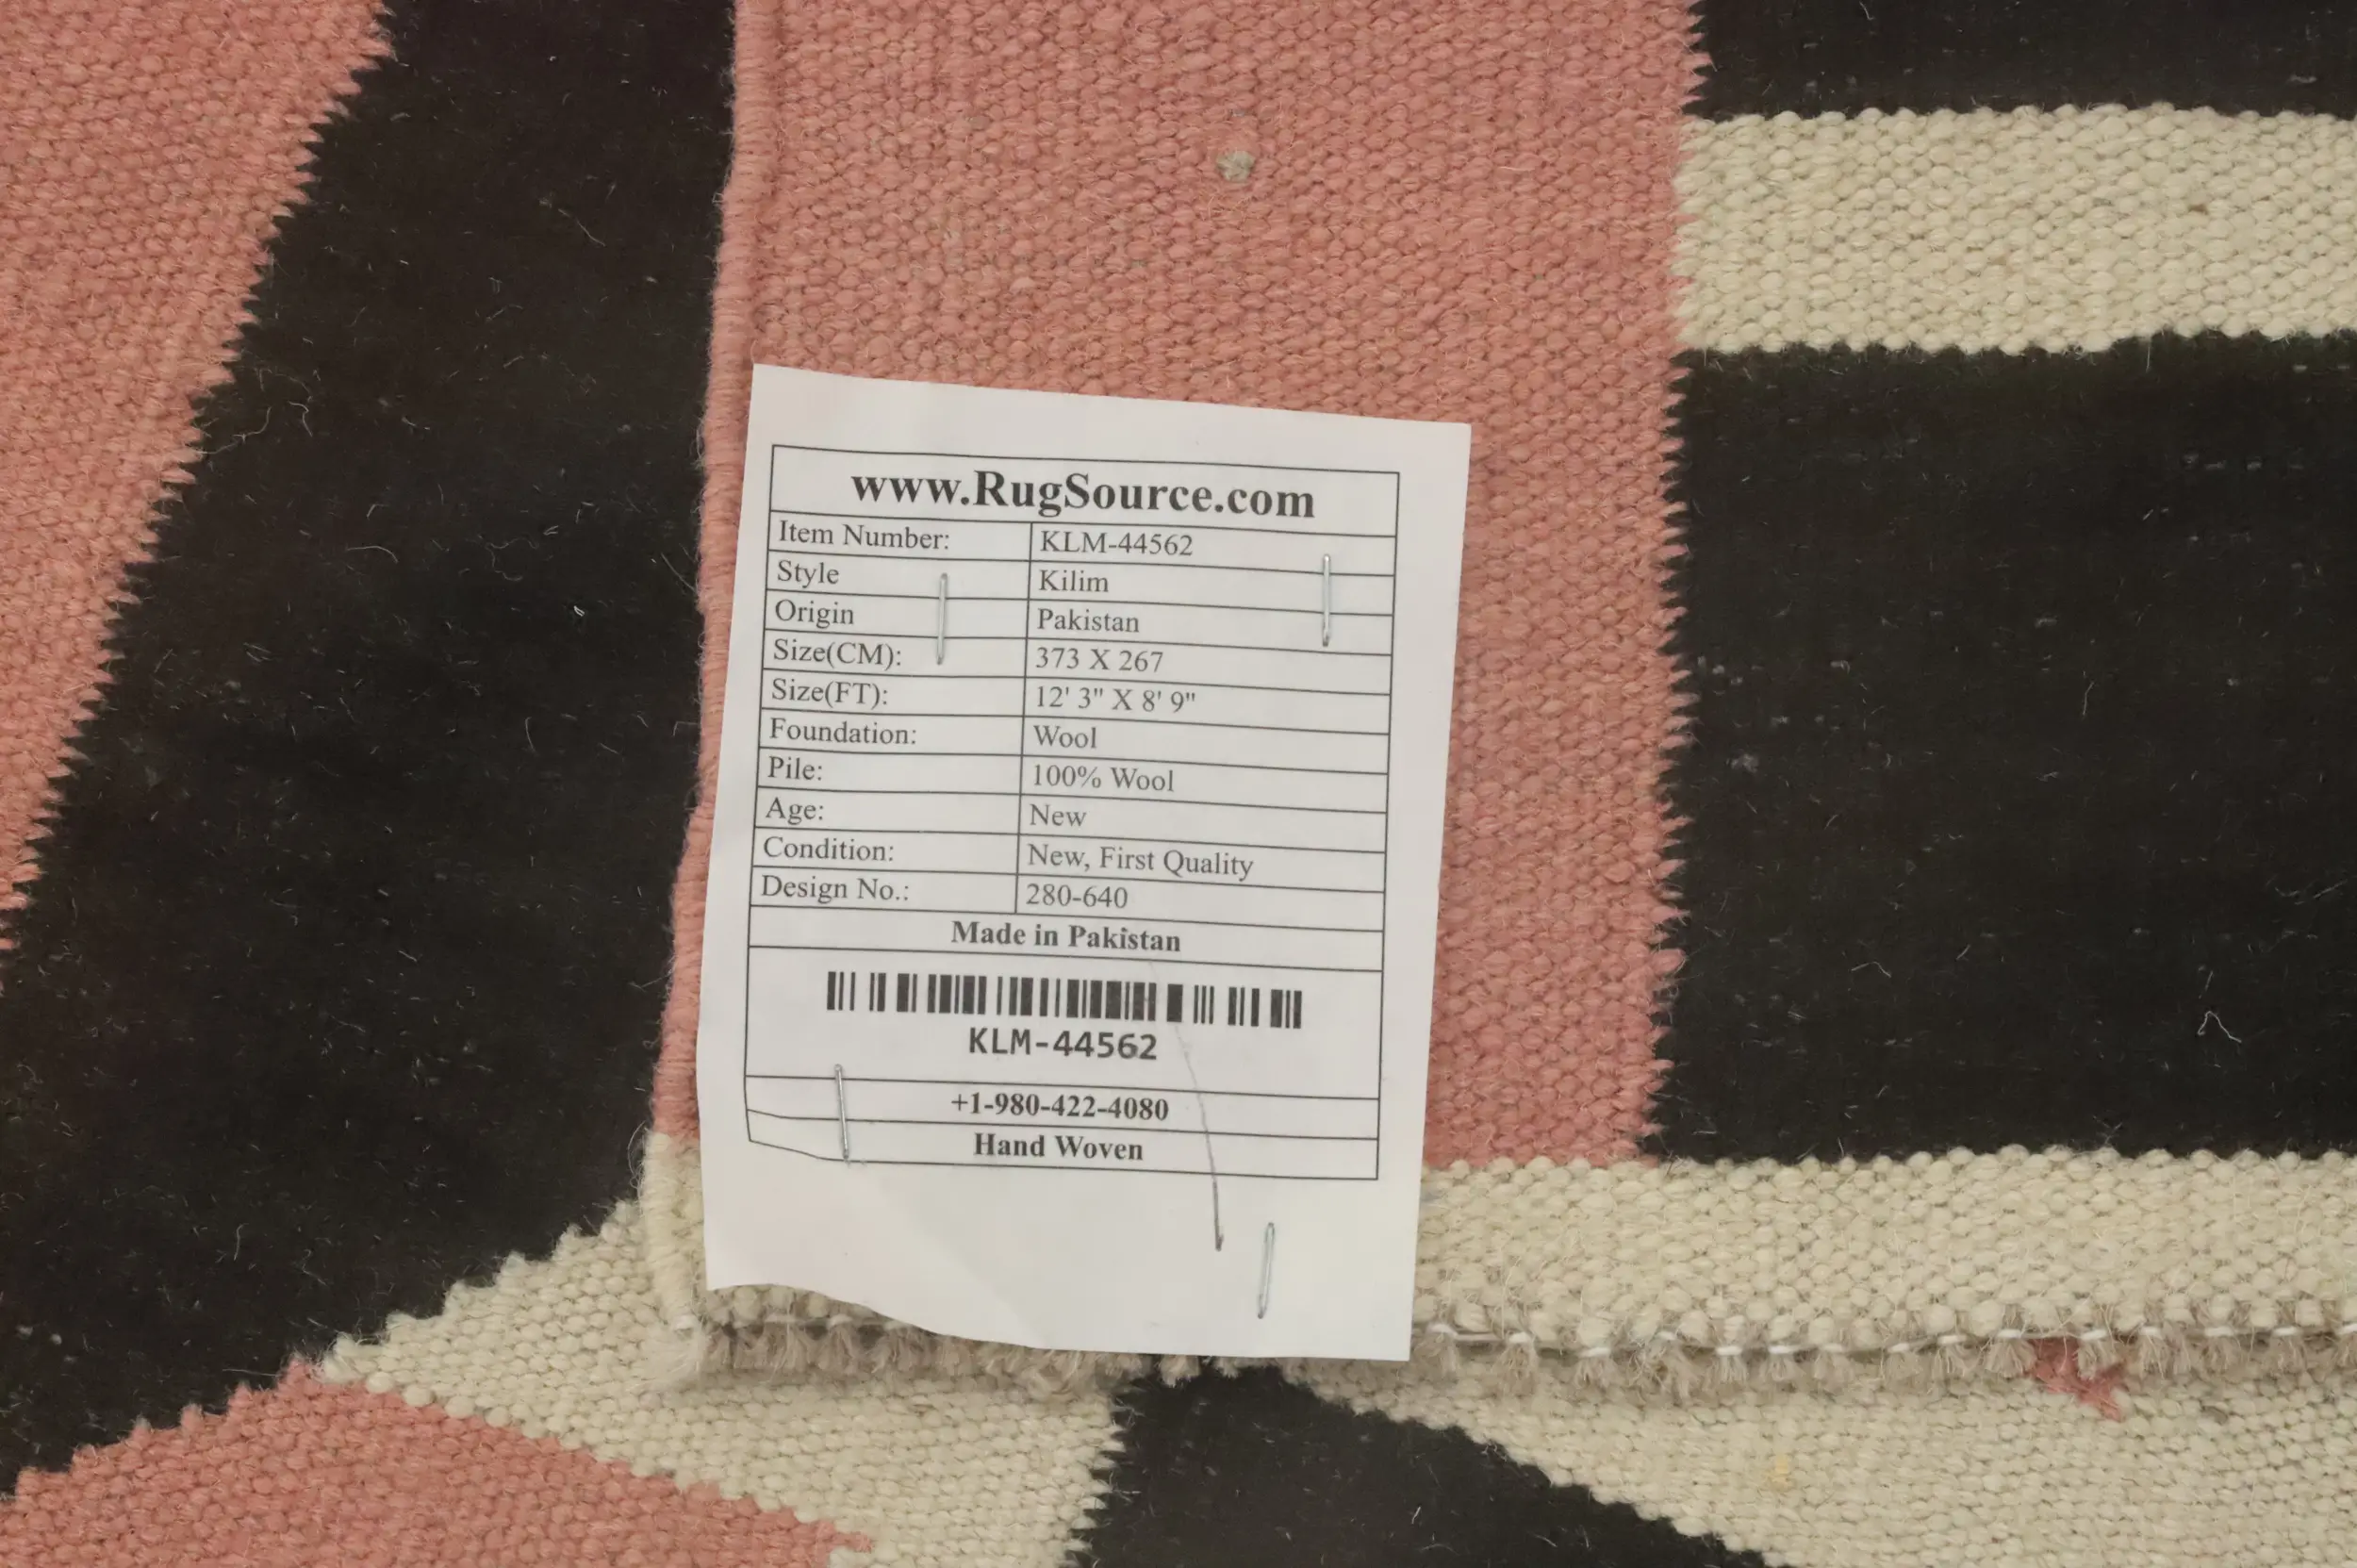 www.RugSource.com
Item Number: KLM-44562
Style Kilim
Origin Pakistan
Size(CM): 373 X 267
Size(FT): 12' 3" X 8' 9"
Foundation: Wool
Pile: 100% Wool
Age: New
Condition: New, First Quality
Design No.: 280-640
Made in Pakistan
KLM-44562
+1-980-422-4080
Hand Woven